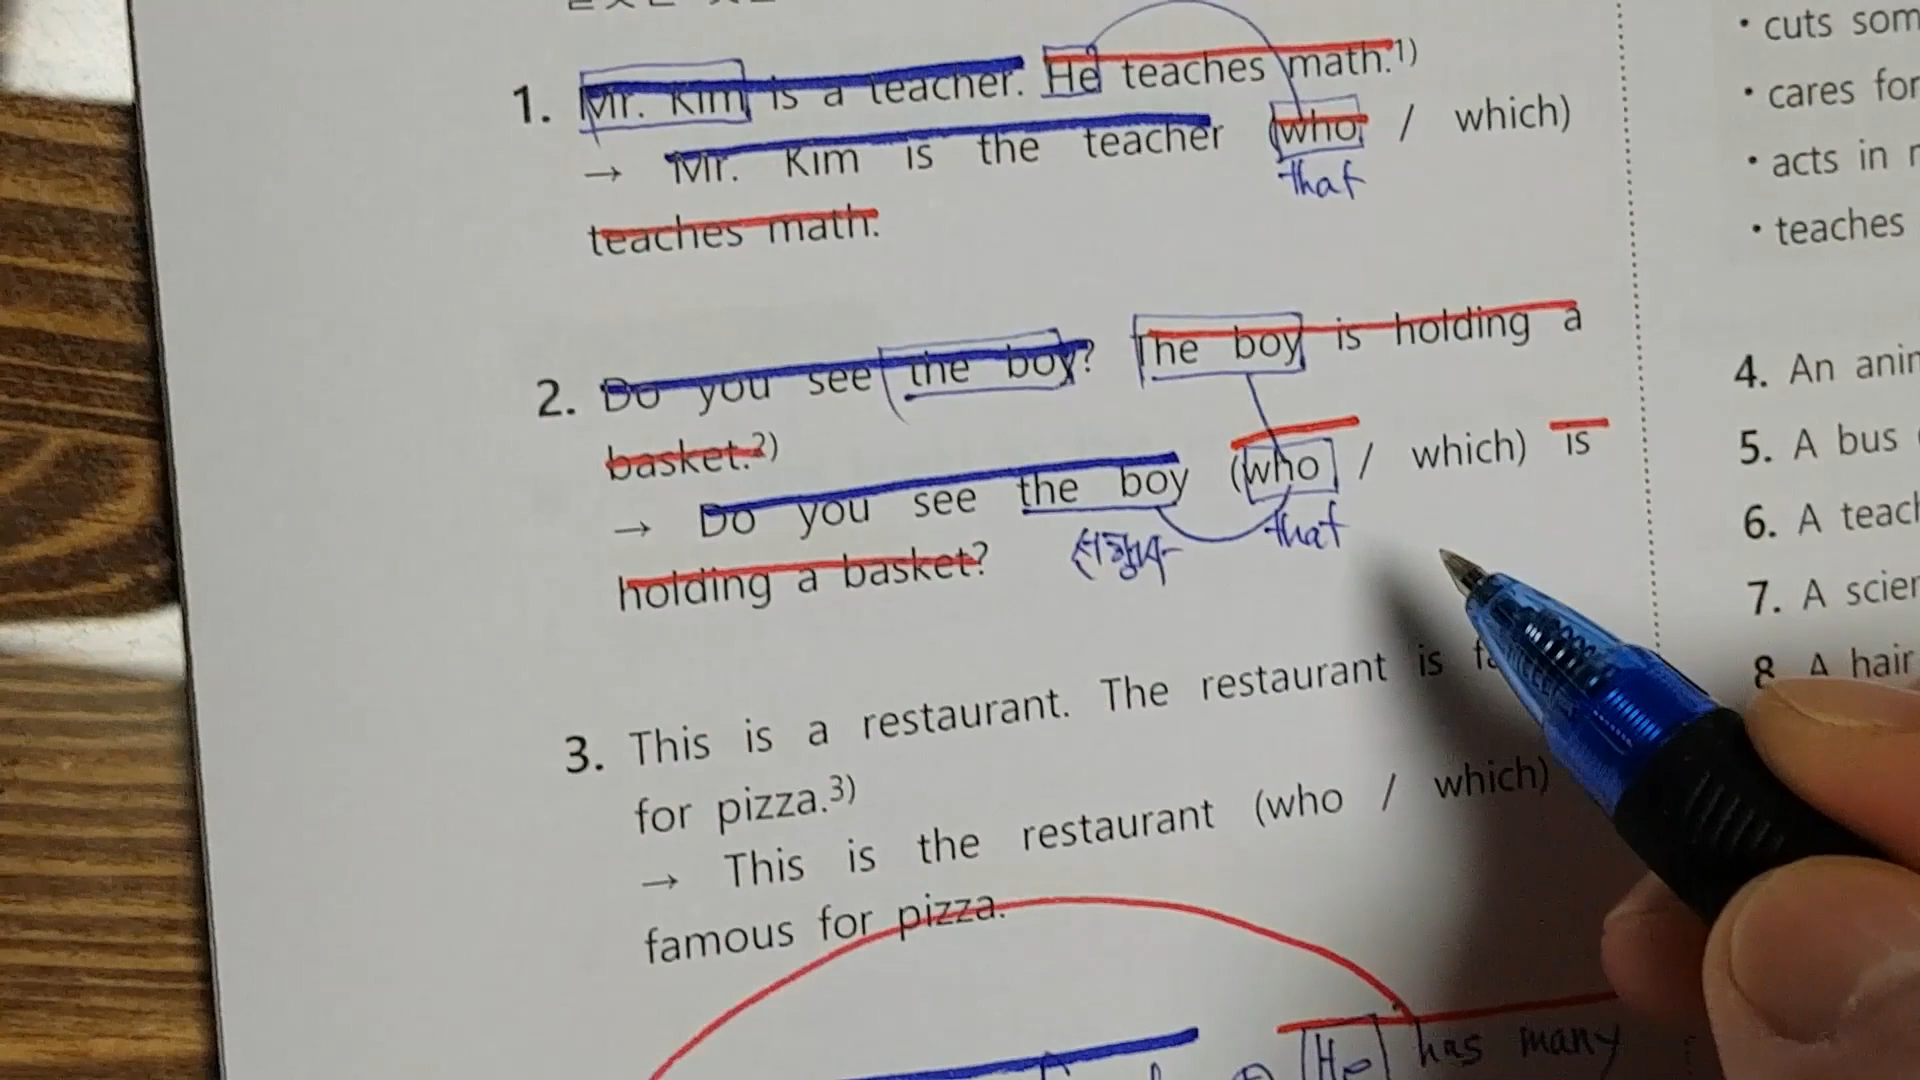 1. Mr. Kim is a teacher. He teaches math.1)
→ Mr. Kim is the teacher (who / which)
that
teaches math.
2. Do you see the boy? The boy is holding a
basket.2)
→ Do you see the boy (who / which) is
선행사 that
holding a basket?
3. This is a restaurant. The restaurant is
for pizza.3)
→ This is the restaurant (who / which)
famous for pizza.
He has many
• cuts som
• cares for
• acts in
• teaches
4. An anim
5. A bus
6. A teach
7. A scien
8. A hair